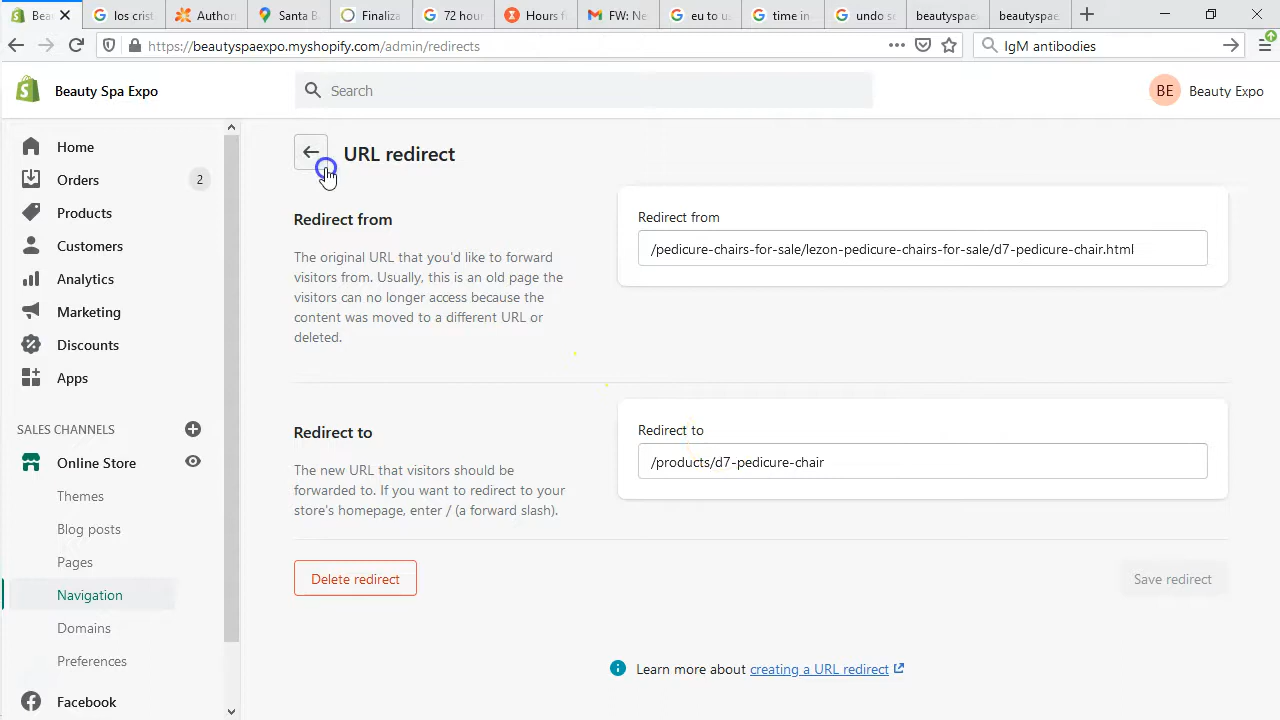 los crist
Author
Santa B
Finaliza
72 hour
Hours f
FW: Ne
eu to u
time in
undo s
beautyspae
beautyspae
https://beautyspaexpo.myshopify.com/admin/redirects
IgM antibodies
Beauty Spa Expo
Search
BE
Beauty Expo
Home
Orders
2
Products
Customers
Analytics
Marketing
Discounts
Apps
SALES CHANNELS
Online Store
Themes
Blog posts
Pages
Navigation
Domains
Preferences
Facebook
URL redirect
Redirect from
The original URL that you'd like to forward
visitors from. Usually, this is an old page the
visitors can no longer access because the
content was moved to a different URL or
deleted.
Redirect from
/pedicure-chairs-for-sale/lezon-pedicure-chairs-for-sale/d7-pedicure-chair.html
Redirect to
The new URL that visitors should be
forwarded to. If you want to redirect to your
store's homepage, enter / (a forward slash).
Redirect to
/products/d7-pedicure-chair
Delete redirect
Save redirect
Learn more about creating a URL redirect